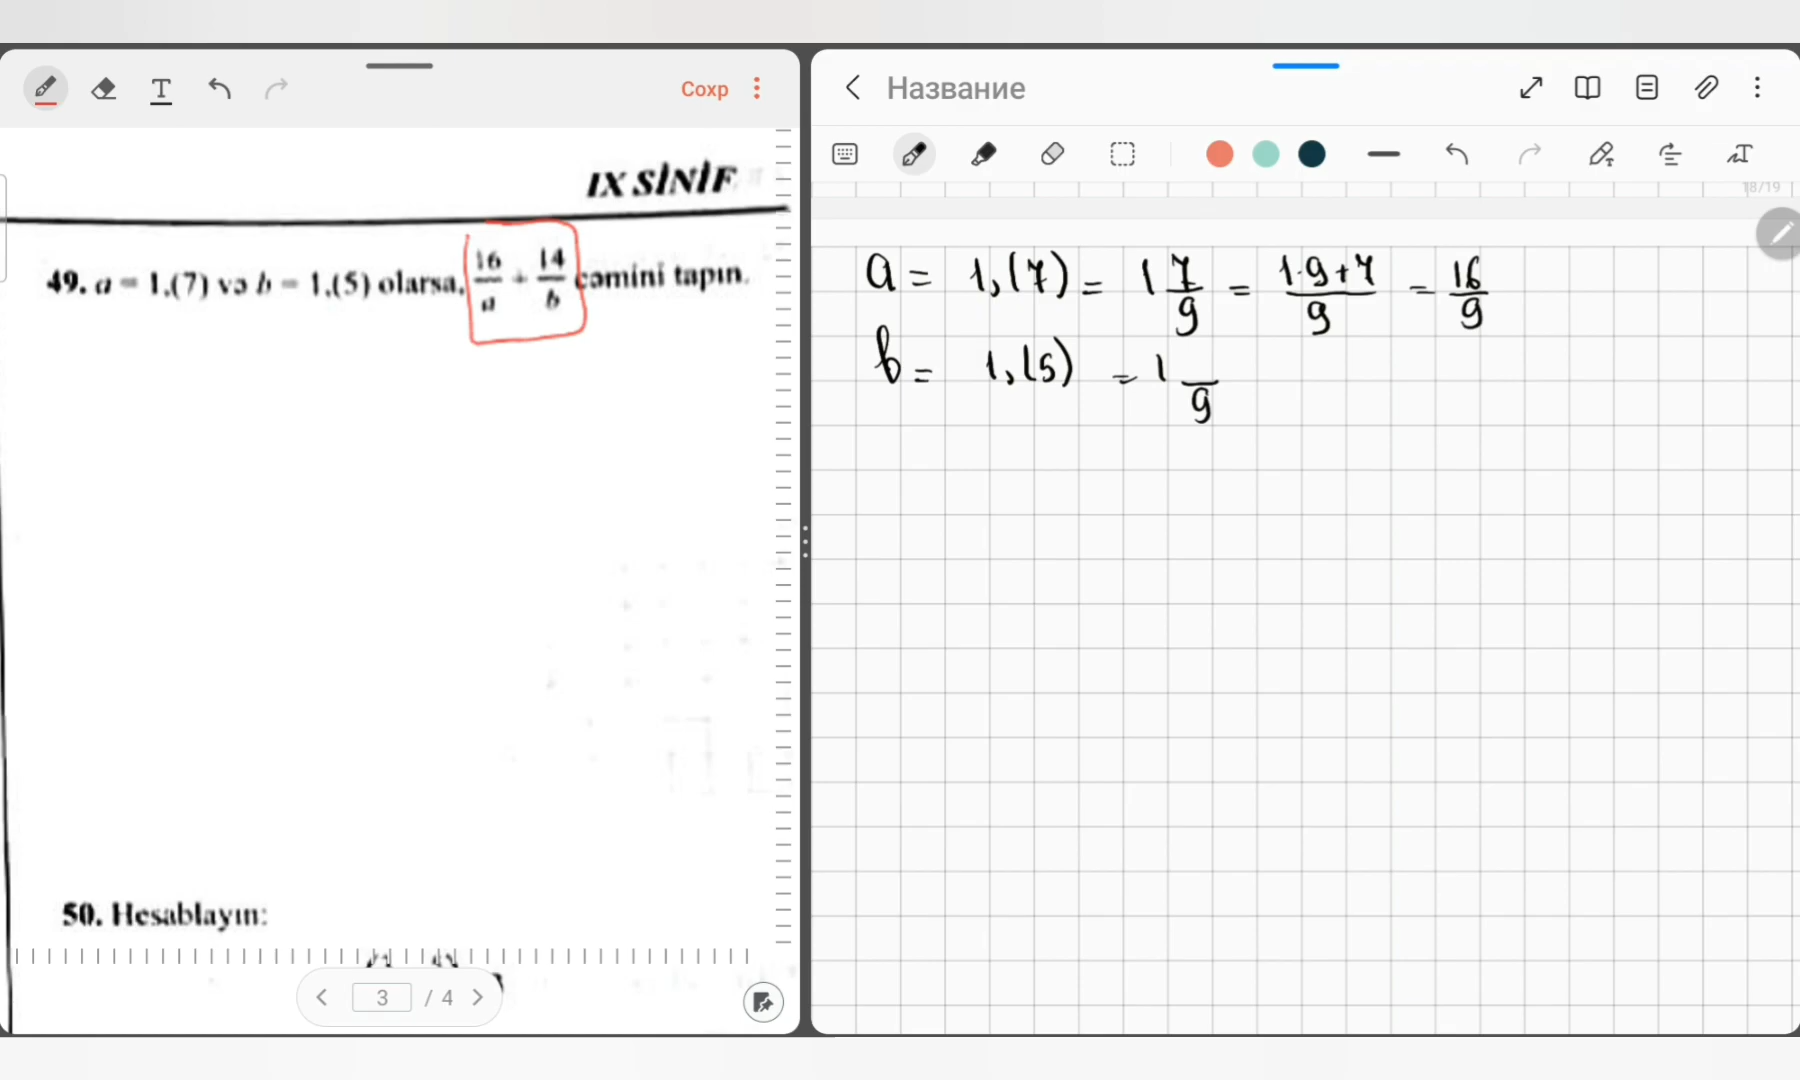 Сохр
IX SİNİF
49. a = 1,(7) və b = 1,(5) olarsa, 16/a + 14/b cəmini tapın.
50. Hesablayın:
3 / 4
Название
18/19
a = 1,(7) = 1 7/9 = 1·9+7/9 = 16/9
b = 1,(5) = 1 /9